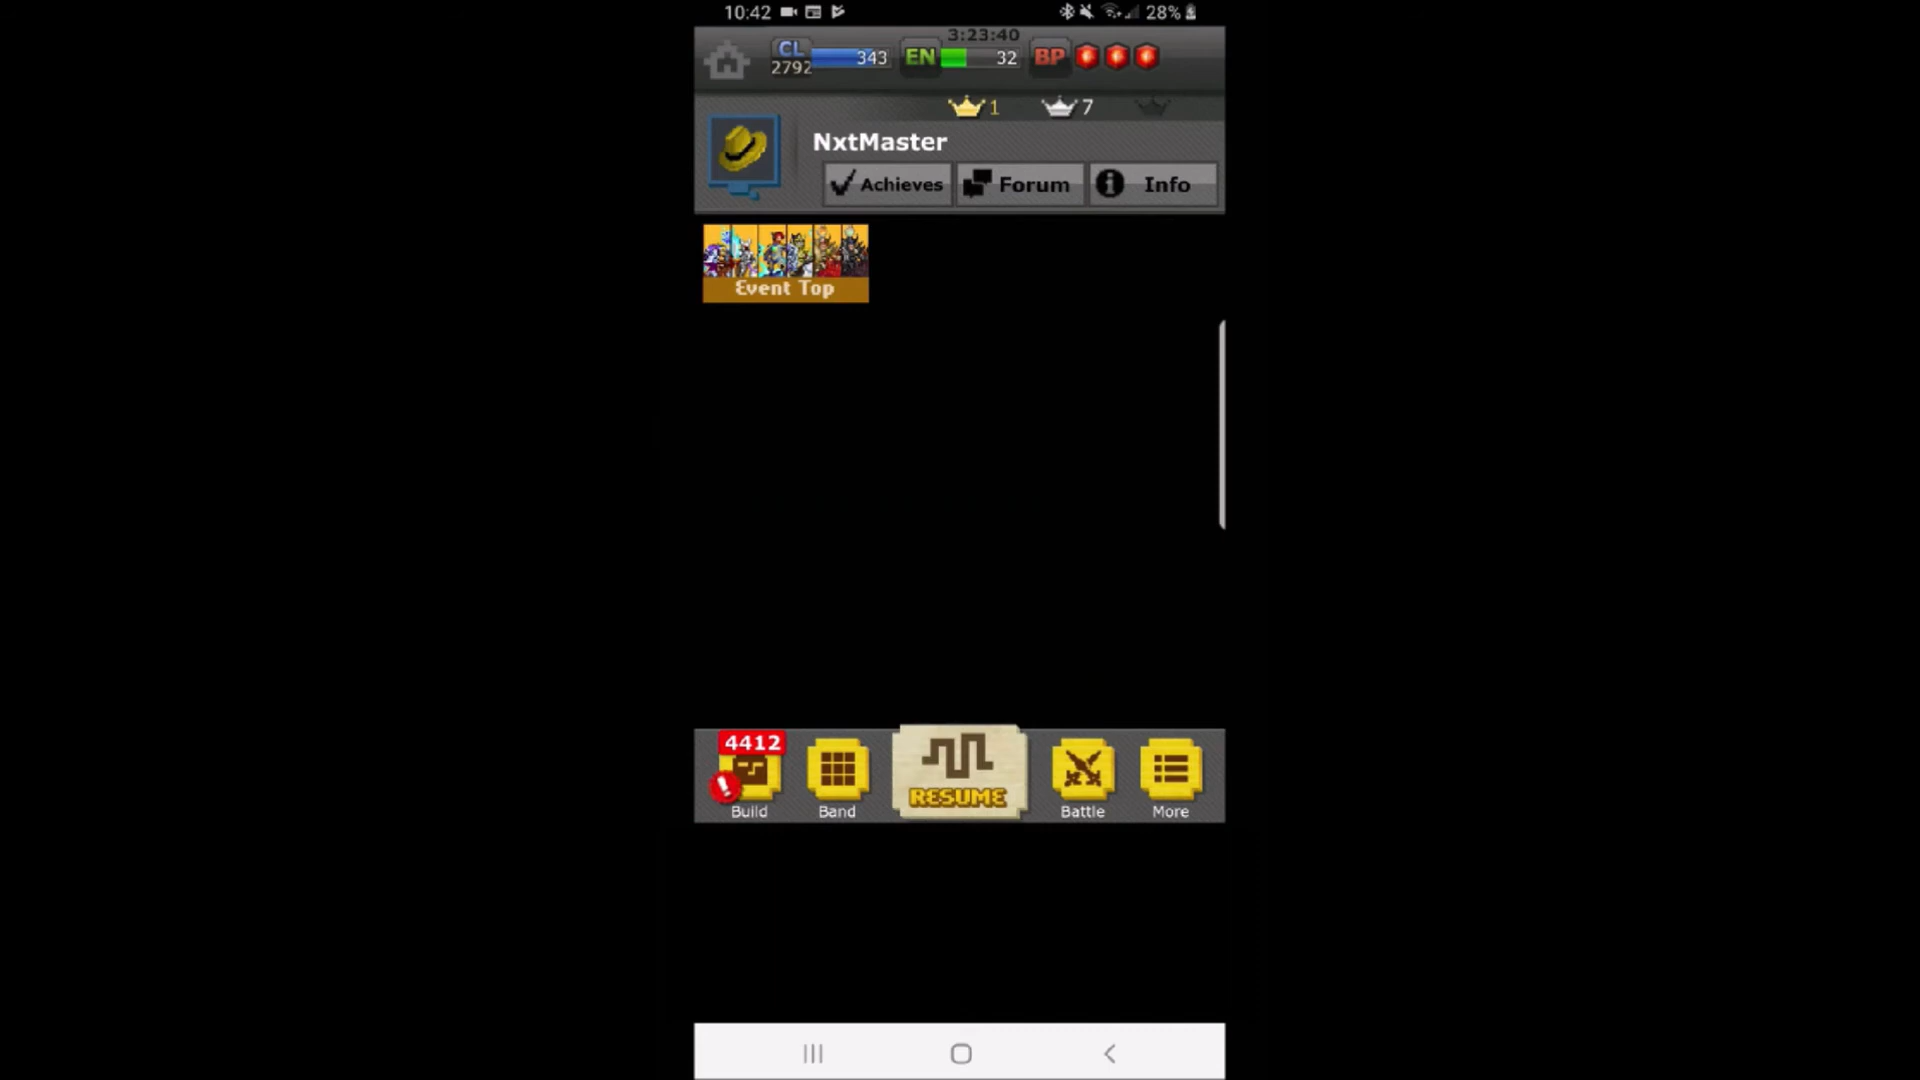 10:42 28%
3:23:40
CL 343 EN 32 BP
2792
1 7
NxtMaster
Achieves Forum Info
Event Top
4412
RESUME
Build Band Battle More